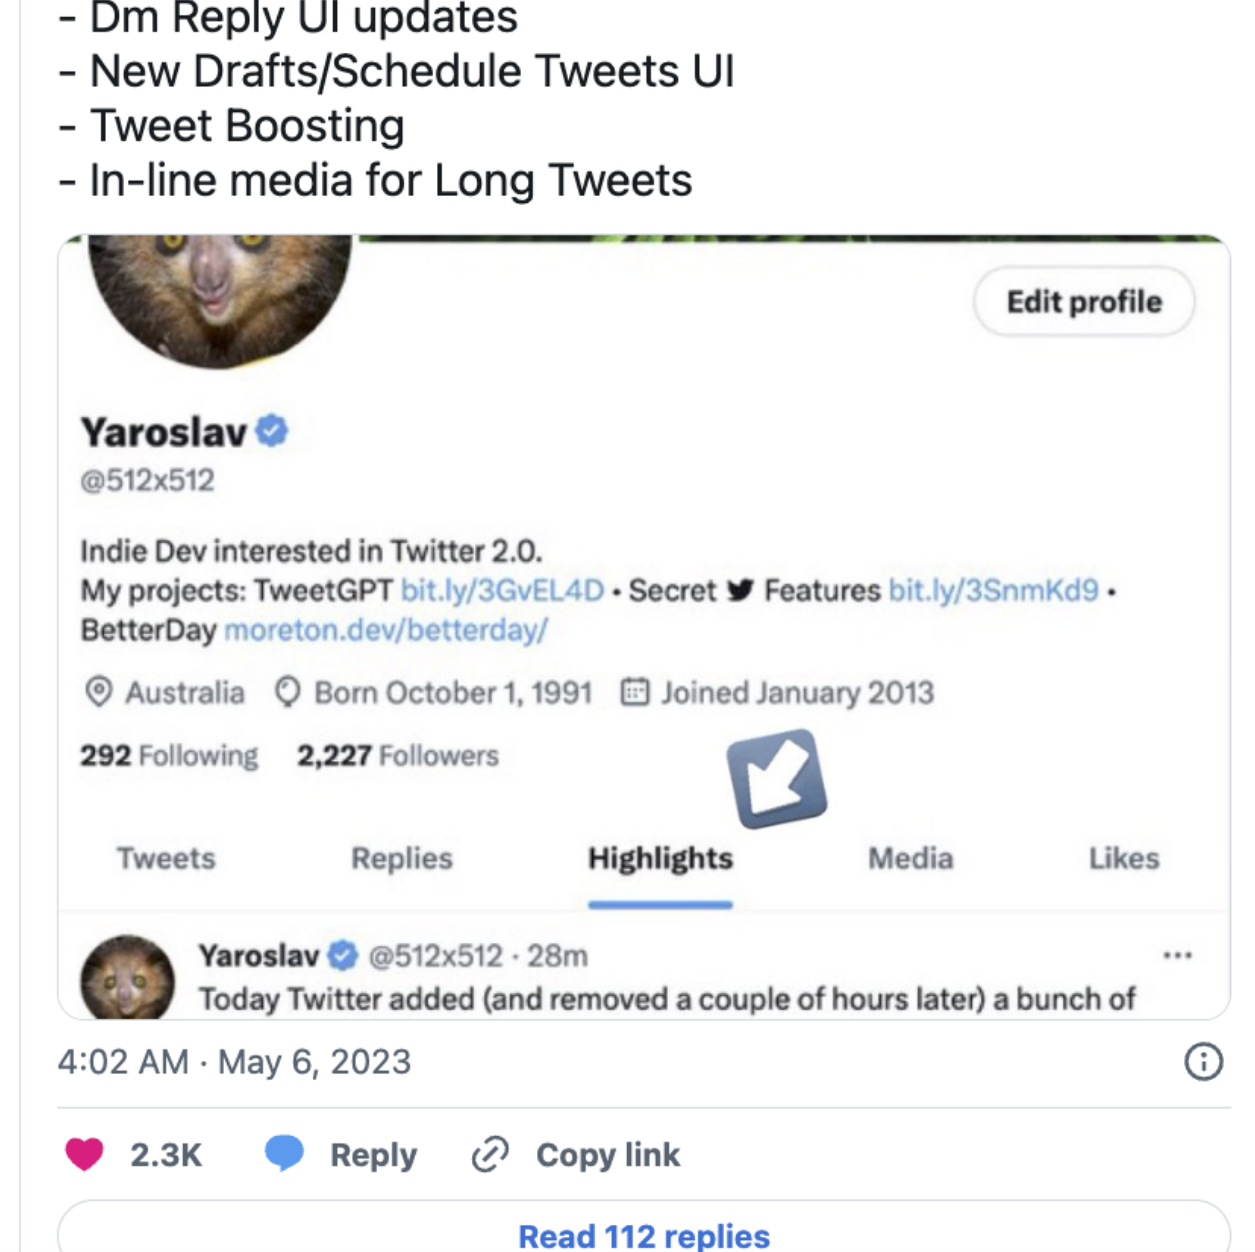 - Dm Reply UI updates
- New Drafts/Schedule Tweets UI
- Tweet Boosting
- In-line media for Long Tweets
Edit profile
Yaroslav
@512x512
Indie Dev interested in Twitter 2.0.
My projects: TweetGPT bit.ly/3GvEL4D • Secret Features bit.ly/3SnmKd9 •
BetterDay moreton.dev/betterday/
Australia Born October 1, 1991 Joined January 2013
292 Following 2,227 Followers
Tweets Replies Highlights Media Likes
Yaroslav @512x512 · 28m ...
Today Twitter added (and removed a couple of hours later) a bunch of
4:02 AM · May 6, 2023
2.3K Reply Copy link
Read 112 replies